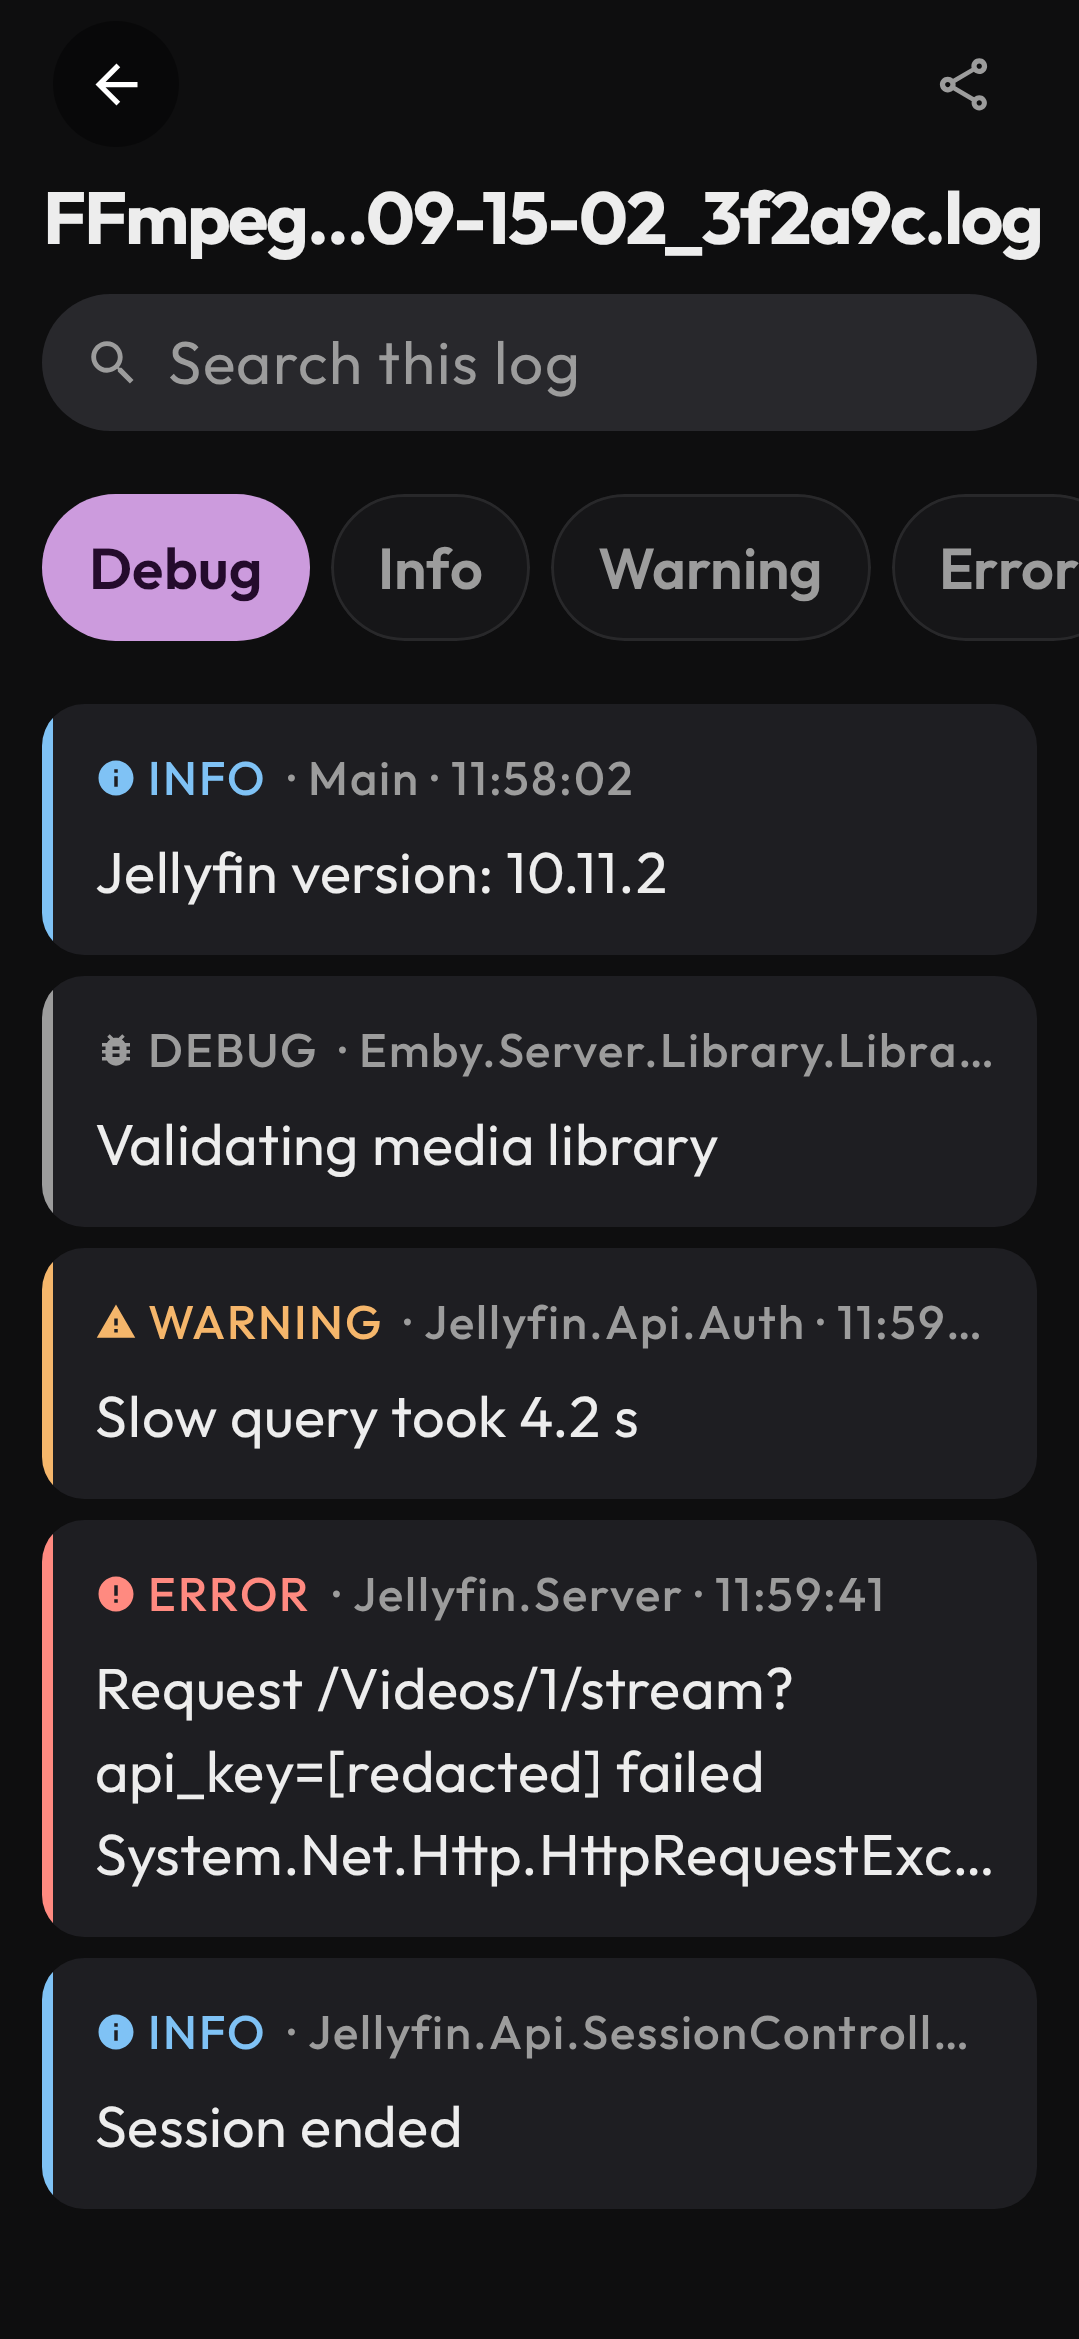 FFmpeg...09-15-02_3f2a9c.log
Search this log
Debug Info Warning Error
INFO · Main · 11:58:02
Jellyfin version: 10.11.2
DEBUG · Emby.Server.Library.Libra...
Validating media library
WARNING · Jellyfin.Api.Auth · 11:59...
Slow query took 4.2 s
ERROR · Jellyfin.Server · 11:59:41
Request /Videos/1/stream?
api_key=[redacted] failed
System.Net.Http.HttpRequestExc...
INFO · Jellyfin.Api.SessionControll...
Session ended